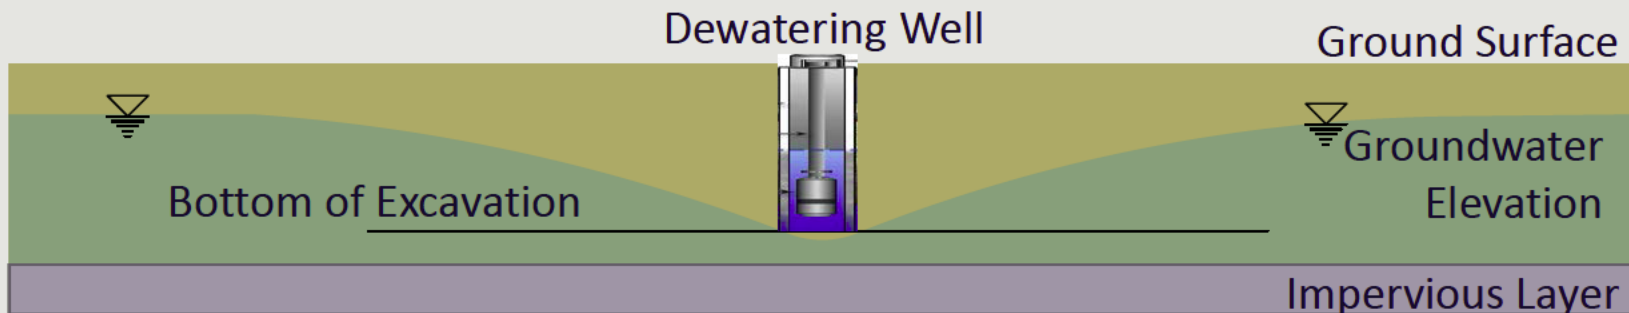 Dewatering Well
Ground Surface
Groundwater
Bottom of Excavation
Elevation
Impervious Layer